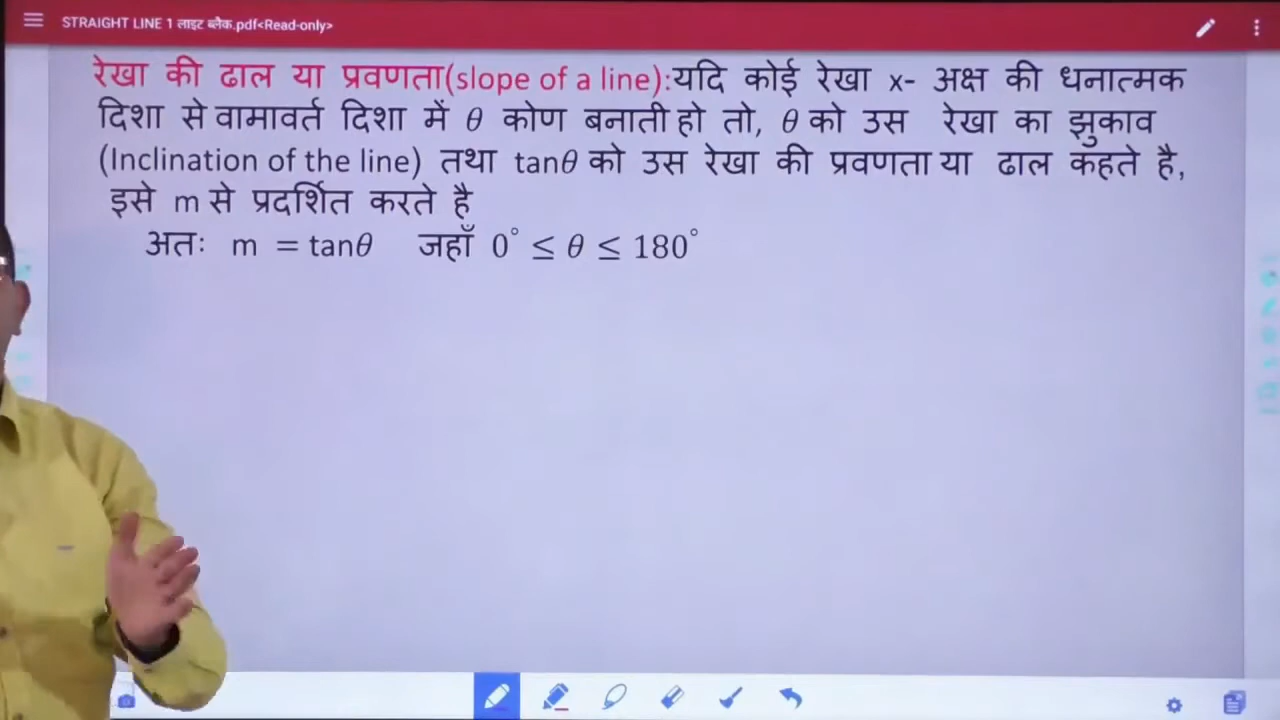 STRAIGHT LINE 1 लाइट ब्लैक.pdf<Read-only>
रेखा की ढाल या प्रवणता(slope of a line):यदि कोई रेखा x- अक्ष की धनात्मक
दिशा से वामावर्त दिशा में θ कोण बनाती हो तो, θ को उस रेखा का झुकाव
(Inclination of the line) तथा tanθ को उस रेखा की प्रवणता या ढाल कहते है,
इसे m से प्रदर्शित करते है
अतः m = tanθ जहाँ 0° ≤ θ ≤ 180°